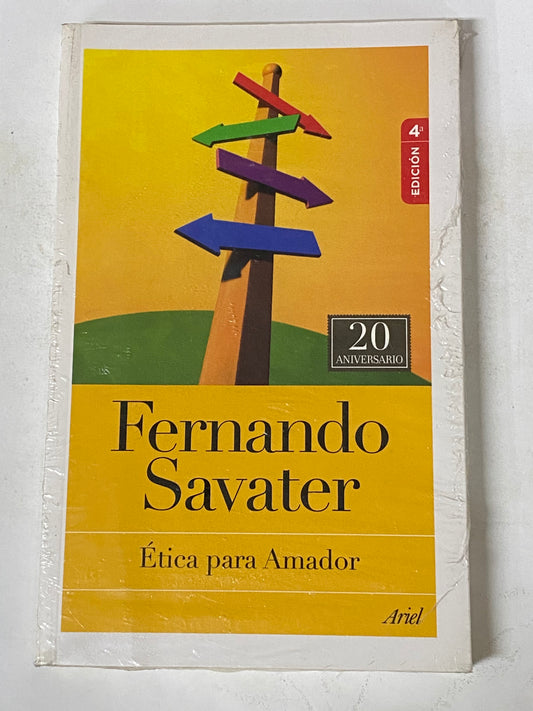 4ª
EDICIÓN
20
ANIVERSARIO
Fernando
Savater
Ética para Amador
Ariel